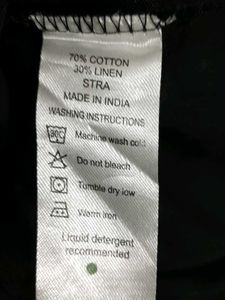 70% COTTON
30% LINEN
STRA
MADE IN INDIA
WASHING INSTRUCTIONS
Machine wash cold
Do not bleach
Tumble dry low
Warm iron
Liquid detergent
recommended